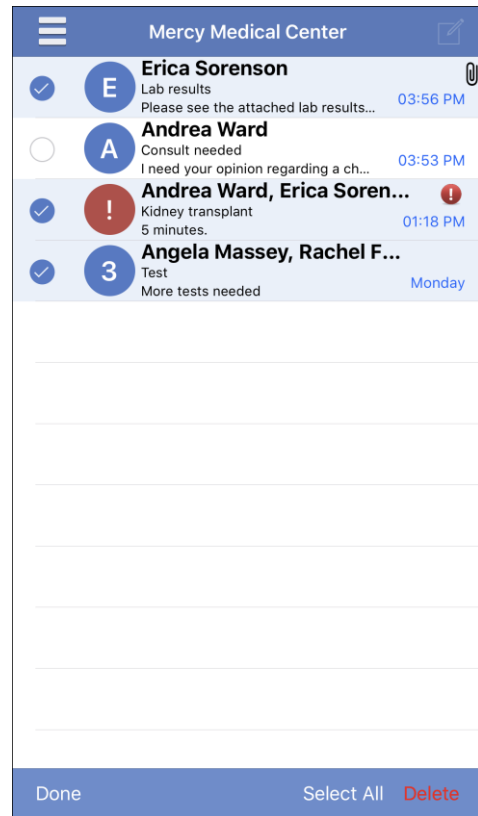 Mercy Medical Center
E
Erica Sorenson
Lab results
Please see the attached lab results...
03:56 PM
A
Andrea Ward
Consult needed
I need your opinion regarding a ch...
03:53 PM
!
Andrea Ward, Erica Soren...
!
Kidney transplant
5 minutes.
01:18 PM
3
Angela Massey, Rachel F...
Test
More tests needed
Monday
Done
Select All
Delete